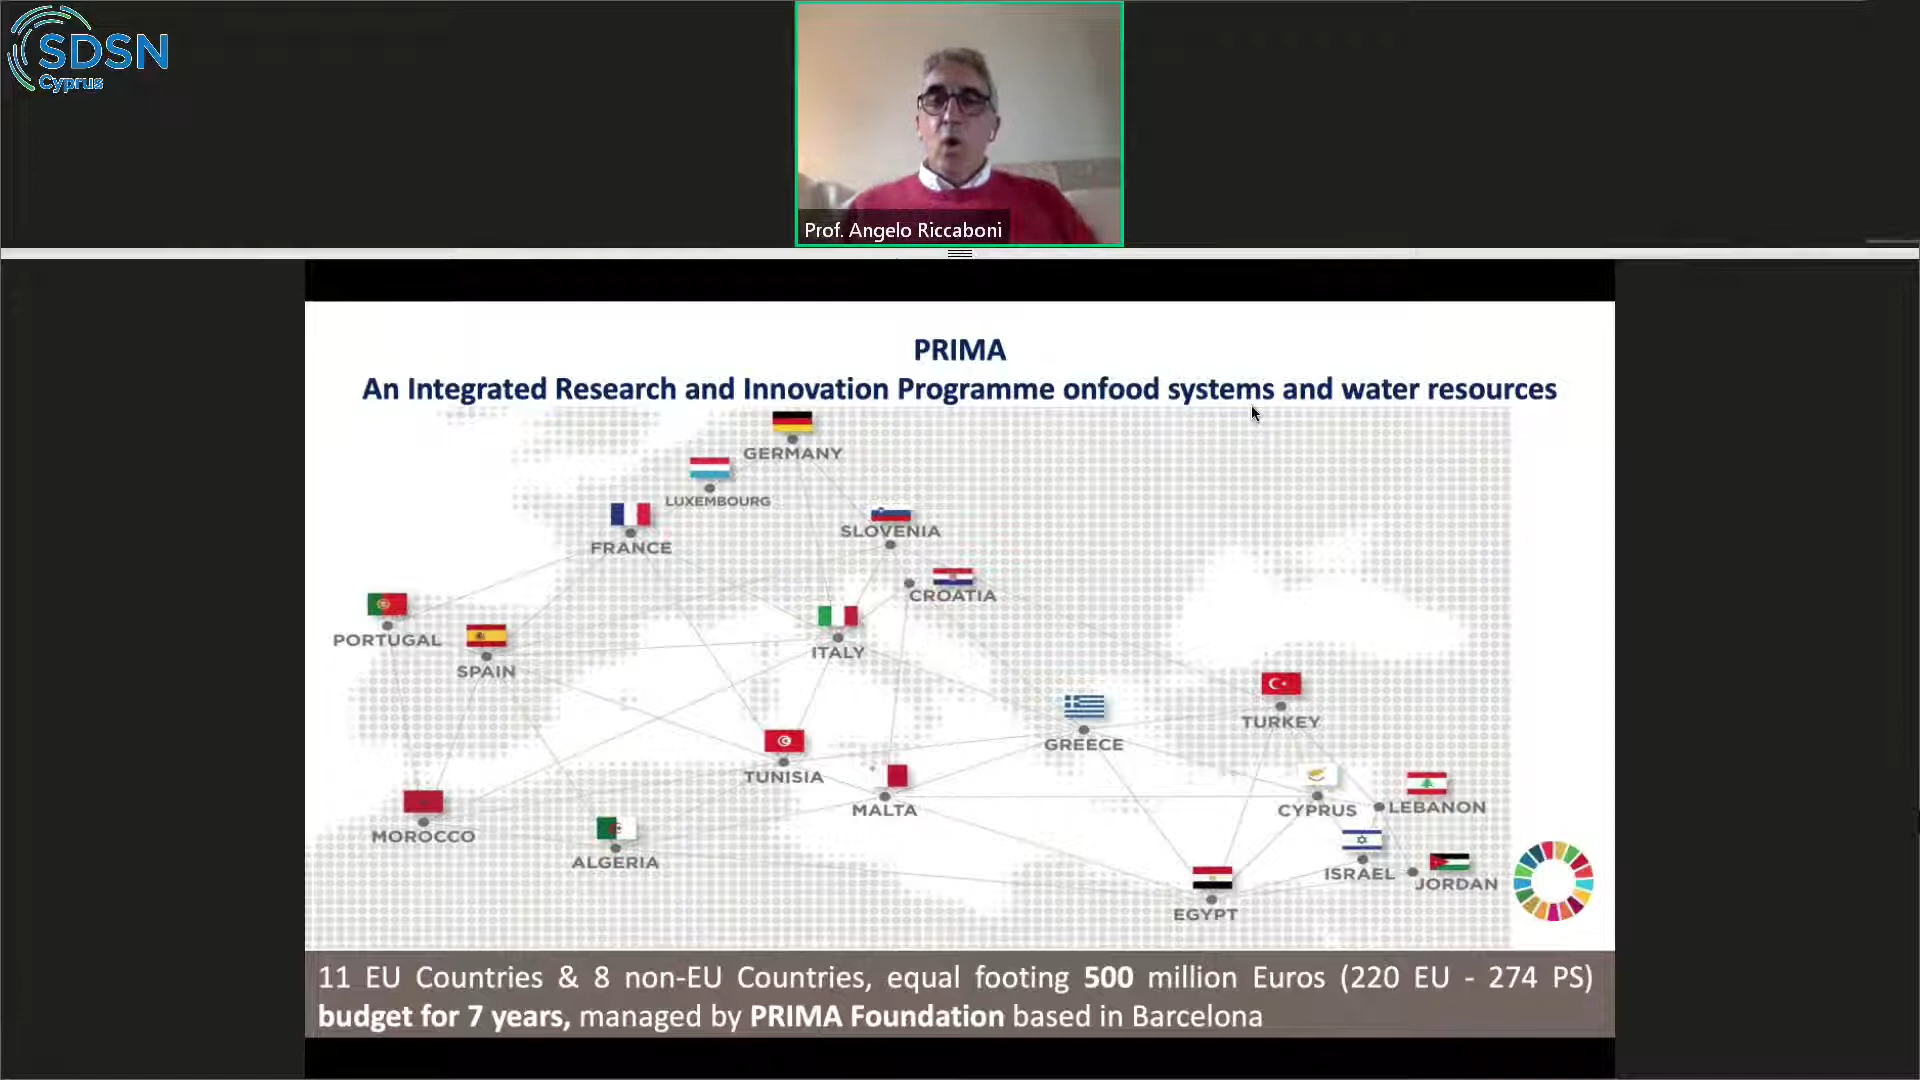 SDSN
Cyprus
Prof. Angelo Riccaboni
PRIMA
An Integrated Research and Innovation Programme onfood systems and water resources
GERMANY
LUXEMBOURG
FRANCE
SLOVENIA
CROATIA
PORTUGAL
SPAIN
ITALY
TURKEY
GREECE
TUNISIA
MALTA
CYPRUS
LEBANON
MOROCCO
ALGERIA
ISRAEL
JORDAN
EGYPT
11 EU Countries & 8 non-EU Countries, equal footing 500 million Euros (220 EU - 274 PS)
budget for 7 years, managed by PRIMA Foundation based in Barcelona